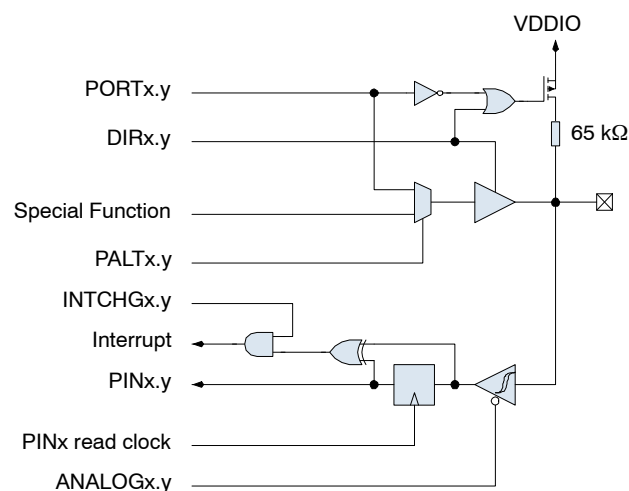 VDDIO
PORTx.y
65 kΩ
DIRx.y
Special Function
PALTx.y
INTCHGx.y
Interrupt
PINx.y
PINx read clock
ANALOGx.y